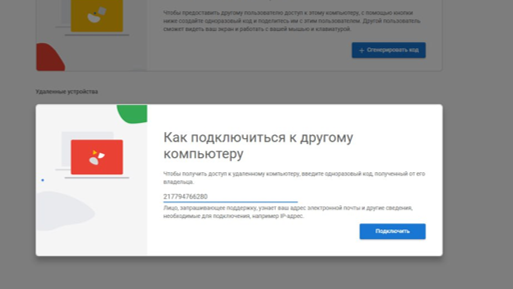 Чтобы предоставить другому пользователю доступ к этому компьютеру, с помощью кнопки
ниже создайте одноразовый код и поделитесь им с этим пользователем. Другой пользователь
сможет видеть ваш экран и работать с вашей мышью и клавиатурой.
+ Сгенерировать код
Удаленные устройства
Как подключиться к другому
компьютеру
Чтобы получить доступ к удаленному компьютеру, введите одноразовый код, полученный от его
владельца.
217794766280
Лицо, запрашивающее поддержку, узнает ваш адрес электронной почты и другие сведения,
необходимые для подключения, например IP-адрес.
Подключить